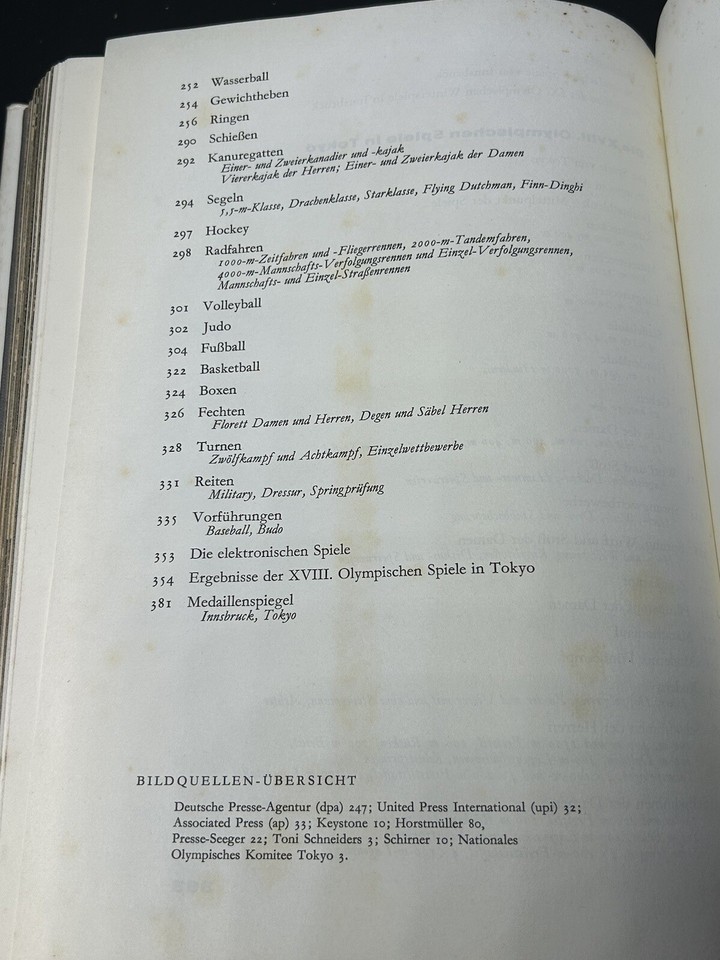 252 Wasserball
254 Gewichtheben
256 Ringen
290 Schießen
292 Kanuregatten
Einer- und Zweierkanadier und -kajak
Viererkajak der Herren; Einer- und Zweierkajak der Damen
294 Segeln
5,5-m-Klasse, Drachenklasse, Starklasse, Flying Dutchman, Finn-Dinghi
297 Hockey
298 Radfahren
1000-m-Zeitfahren und -Fliegerrennen, 2000-m-Tandemfahren,
4000-m-Mannschafts-Verfolgungsrennen und Einzel-Verfolgungsrennen,
Mannschafts- und Einzel-Straßenrennen
301 Volleyball
302 Judo
304 Fußball
322 Basketball
324 Boxen
326 Fechten
Florett Damen und Herren, Degen und Säbel Herren
328 Turnen
Zwölfkampf und Achtkampf, Einzelwettbewerbe
331 Reiten
Military, Dressur, Springprüfung
335 Vorführungen
Baseball, Budo
353 Die elektronischen Spiele
354 Ergebnisse der XVIII. Olympischen Spiele in Tokyo
381 Medaillenspiegel
Innsbruck, Tokyo
BILDQUELLEN-ÜBERSICHT
Deutsche Presse-Agentur (dpa) 247; United Press International (upi) 32;
Associated Press (ap) 33; Keystone 10; Horstmüller 80,
Presse-Seeger 22; Toni Schneiders 3; Schirner 10; Nationales
Olympisches Komitee Tokyo 3.